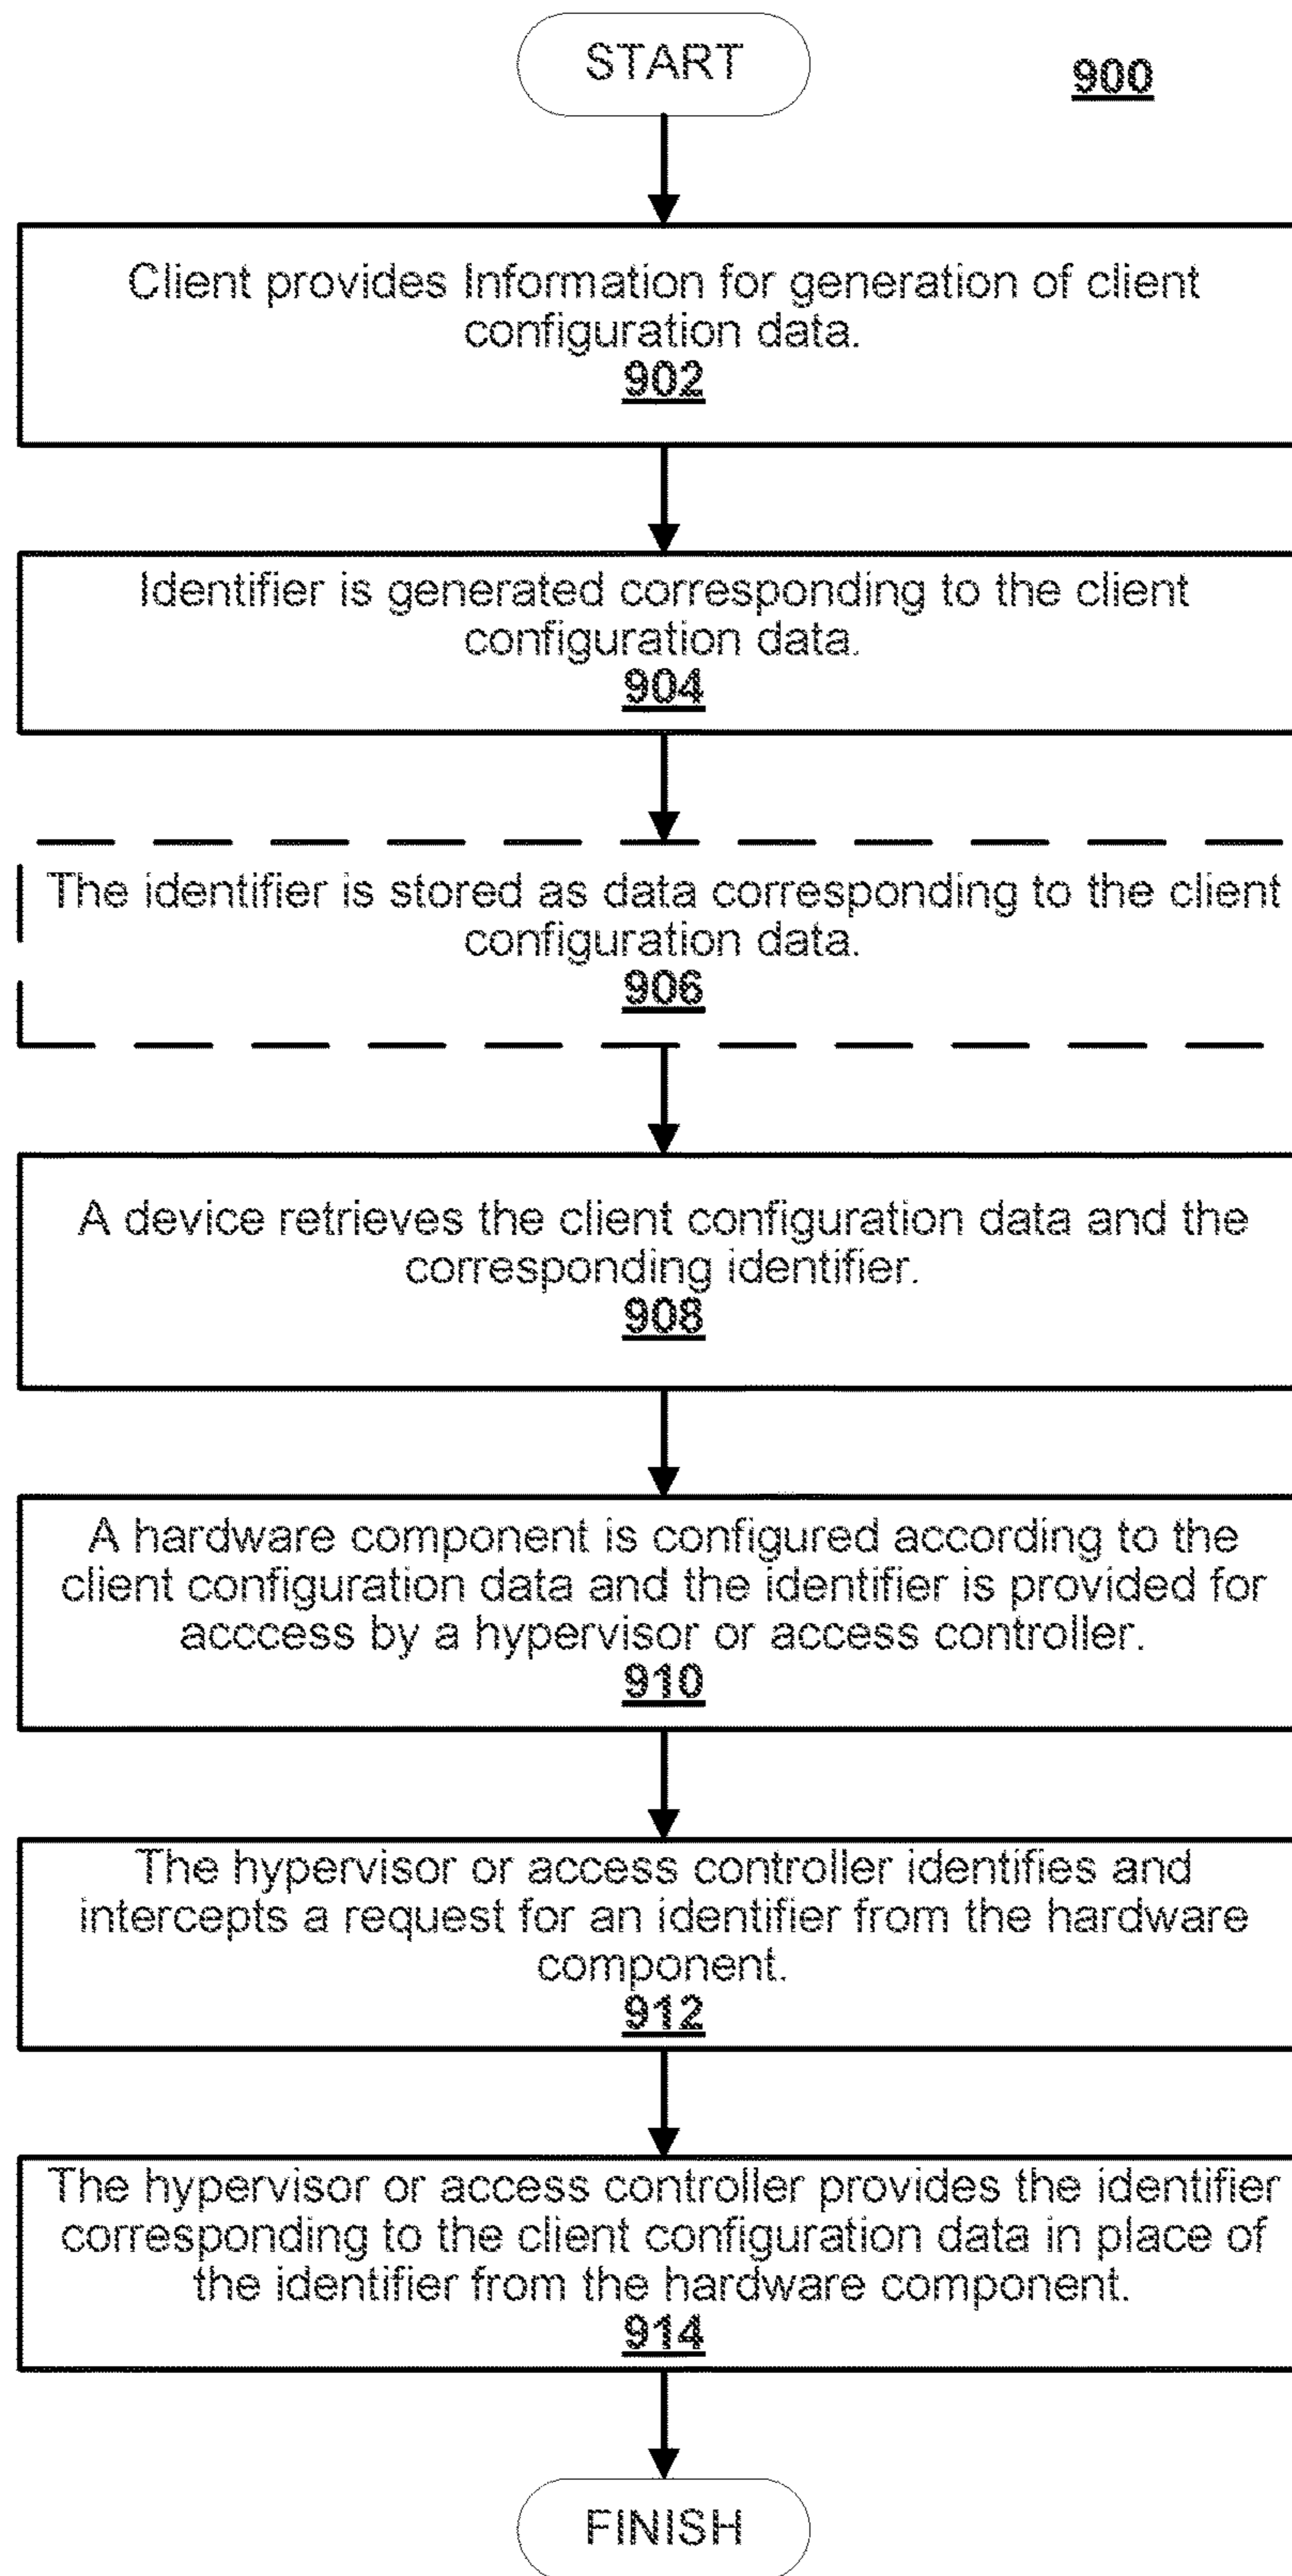 START
900
Client provides Information for generation of client
configuration data.
902
Identifier is generated corresponding to the client
configuration data.
904
The identifier is stored as data corresponding to the client
configuration data.
906
A device retrieves the client configuration data and the
corresponding identifier.
908
A hardware component is configured according to the
client configuration data and the identifier is provided for
acccess by a hypervisor or access controller.
910
The hypervisor or access controller identifies and
intercepts a request for an identifier from the hardware
component.
912
The hypervisor or access controller provides the identifier
corresponding to the client configuration data in place of
the identifier from the hardware component.
914
FINISH